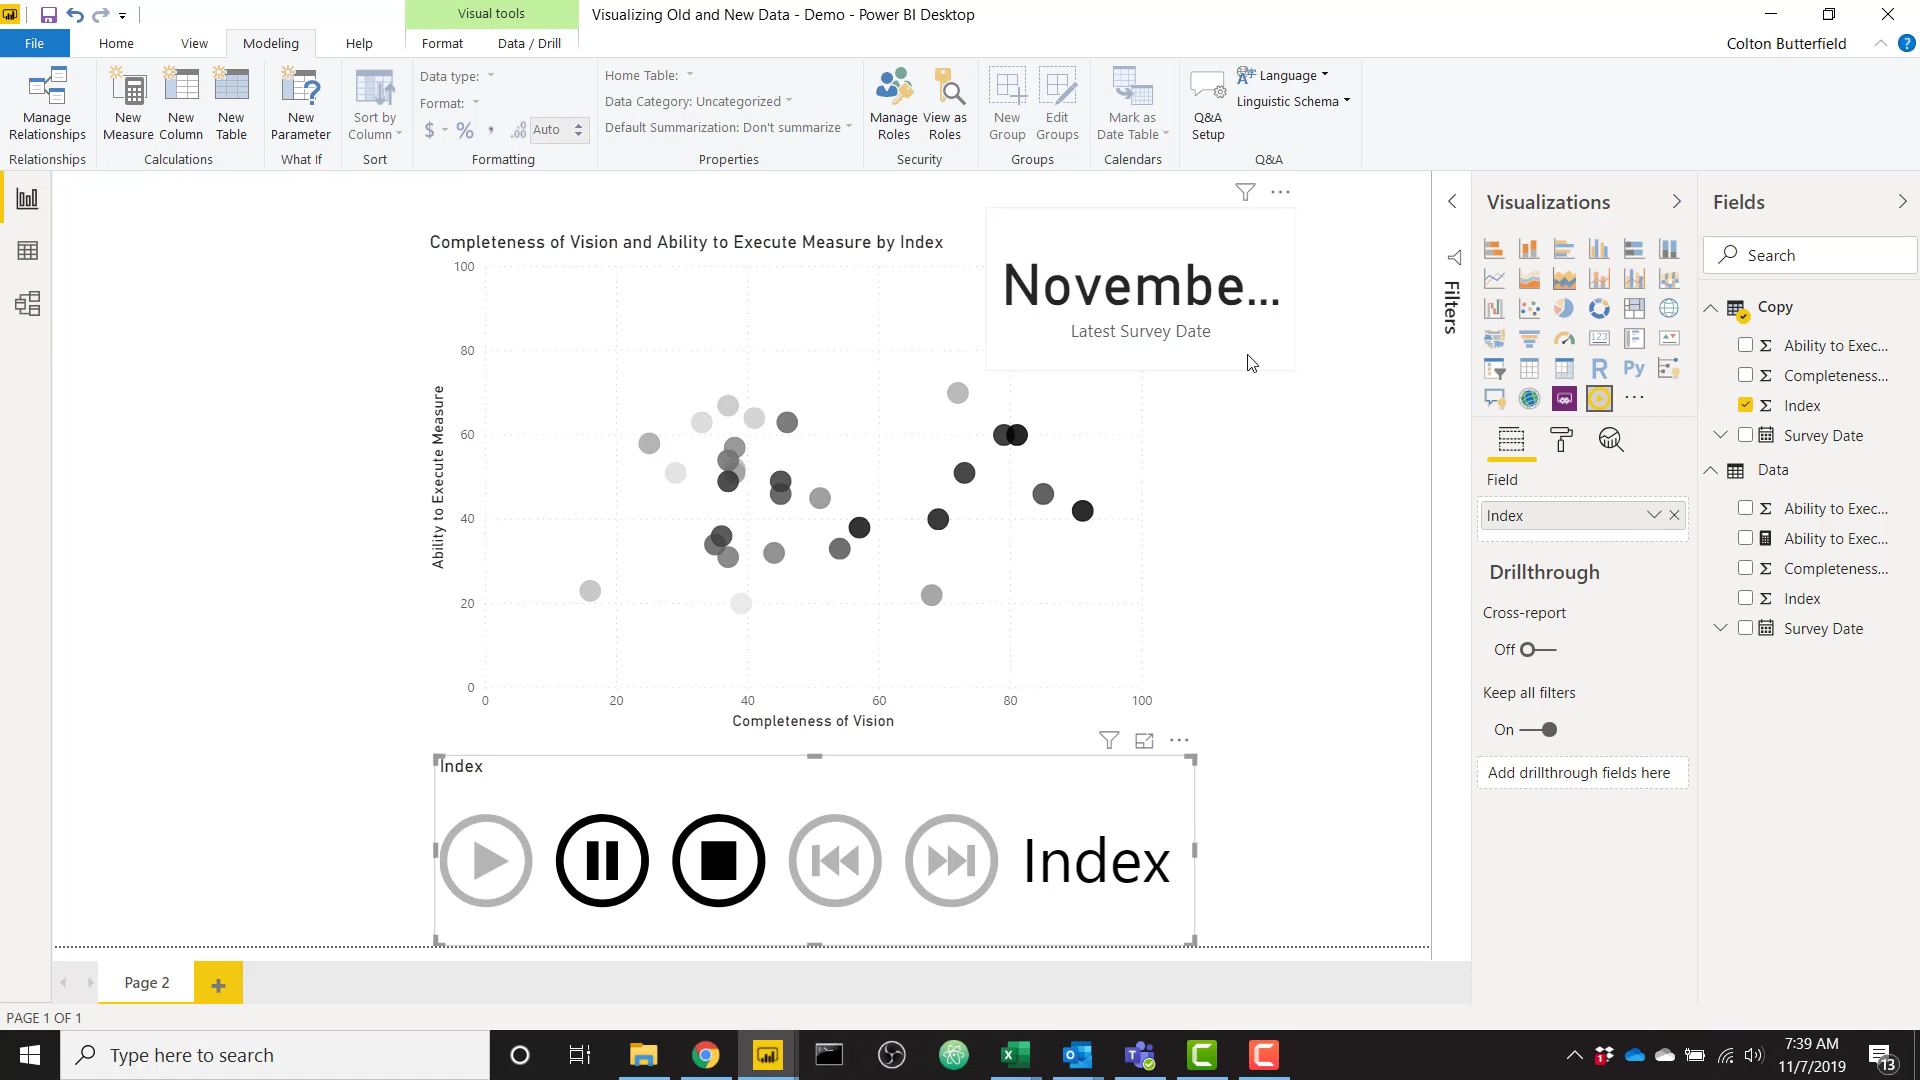 Visual tools
Visualizing Old and New Data - Demo - Power BI Desktop
File
Home
View
Modeling
Help
Format
Data / Drill
Colton Butterfield
?
Manage
Relationships
Relationships
New
Measure
New
Column
New
Table
Calculations
New
Parameter
What If
Sort by
Column
Sort
Data type:
Format:
$ % , .00 Auto
Formatting
Home Table:
Data Category: Uncategorized
Default Summarization: Don't summarize
Properties
Manage
Roles
View as
Roles
Security
New
Group
Edit
Groups
Groups
Mark as
Date Table
Calendars
Q&A
Setup
Language
Linguistic Schema
Q&A
Completeness of Vision and Ability to Execute Measure by Index
100
80
60
40
20
0
Ability to Execute Measure
0
20
40
60
80
100
Completeness of Vision
Novembe...
Latest Survey Date
Index
Index
Filters
Visualizations
R
Py
Field
Index
Drillthrough
Cross-report
Off
Keep all filters
On
Add drillthrough fields here
Fields
Search
Copy
Ability to Exec...
Completeness...
Index
Survey Date
Data
Ability to Exec...
Ability to Exec...
Completeness...
Index
Survey Date
Page 2
+
PAGE 1 OF 1
Type here to search
7:39 AM
11/7/2019
13